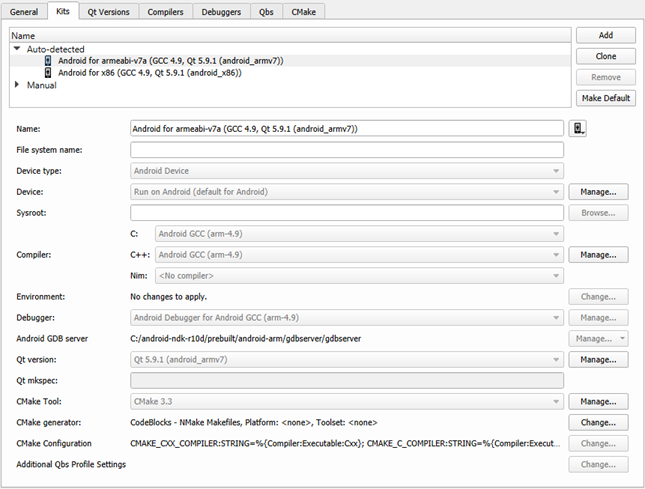 General Kits Qt Versions Compilers Debuggers Qbs CMake
Name Add
Auto-detected
Android for armeabi-v7a (GCC 4.9, Qt 5.9.1 (android_armv7)) Clone
Android for x86 (GCC 4.9, Qt 5.9.1 (android_x86)) Remove
Manual
Make Default
Name: Android for armeabi-v7a (GCC 4.9, Qt 5.9.1 (android_armv7))
File system name:
Device type: Android Device
Device: Run on Android (default for Android) Manage...
Sysroot: Browse...
C: Android GCC (arm-4.9)
Compiler: C++: Android GCC (arm-4.9) Manage...
Nim: <No compiler>
Environment: No changes to apply. Change...
Debugger: Android Debugger for Android GCC (arm-4.9) Manage...
Android GDB server C:/android-ndk-r10d/prebuilt/android-arm/gdbserver/gdbserver Manage...
Qt version: Qt 5.9.1 (android_armv7) Manage...
Qt mkspec:
CMake Tool: CMake 3.3 Manage...
CMake generator: CodeBlocks - NMake Makefiles, Platform: <none>, Toolset: <none> Change...
CMake Configuration CMAKE_CXX_COMPILER:STRING=%{Compiler:Executable:Cxx}; CMAKE_C_COMPILER:STRING=%{Compiler:Execut... Change...
Additional Qbs Profile Settings Change...